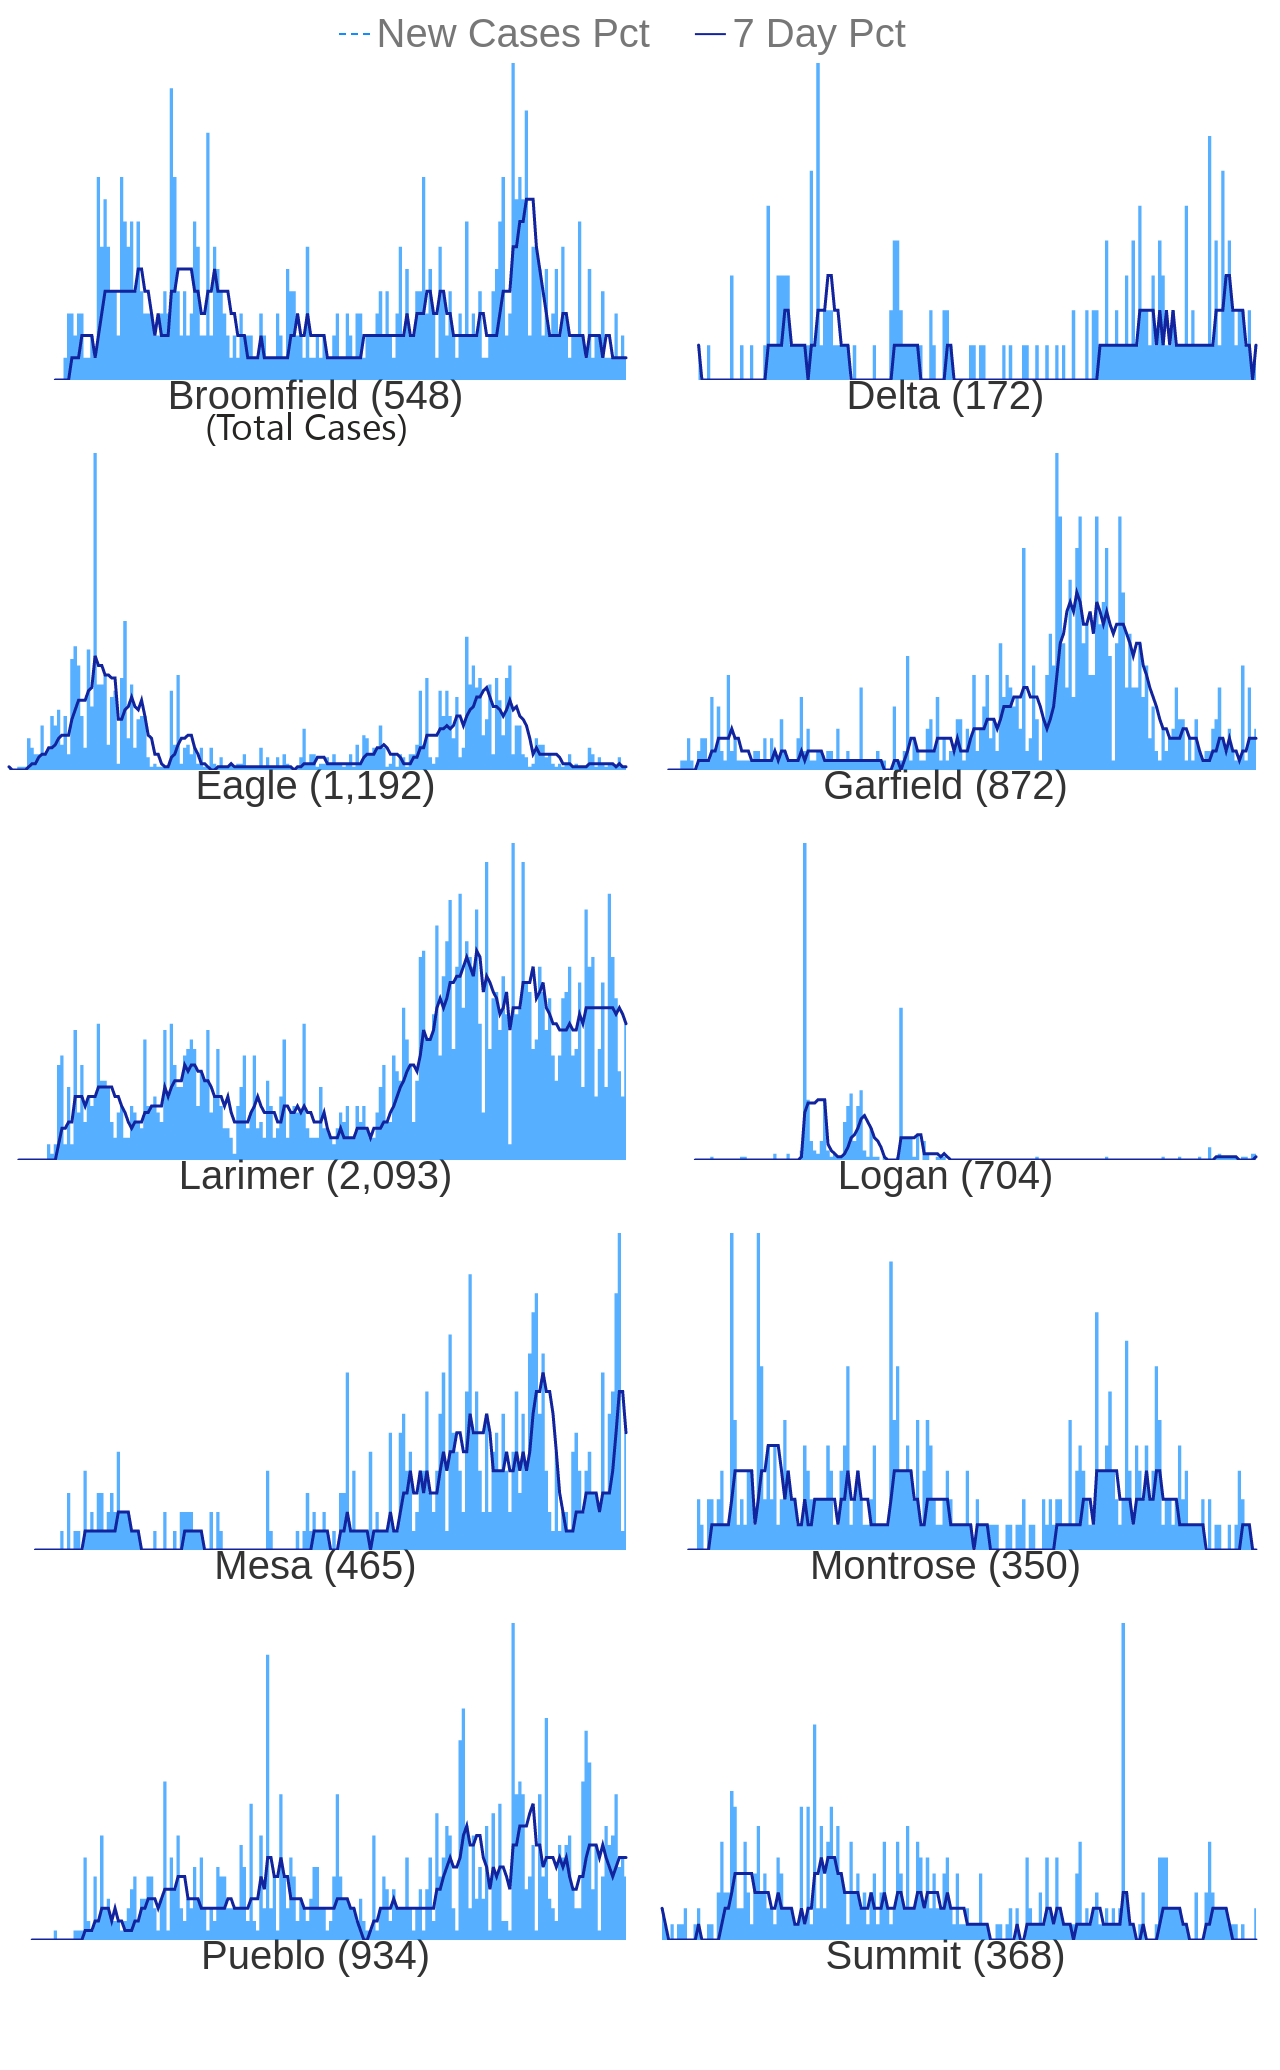 New Cases Pct 7 Day Pct
Broomfield (548) Delta (172)
(Total Cases)
Eagle (1,192) Garfield (872)
Larimer (2,093) Logan (704)
Mesa (465) Montrose (350)
Pueblo (934) Summit (368)